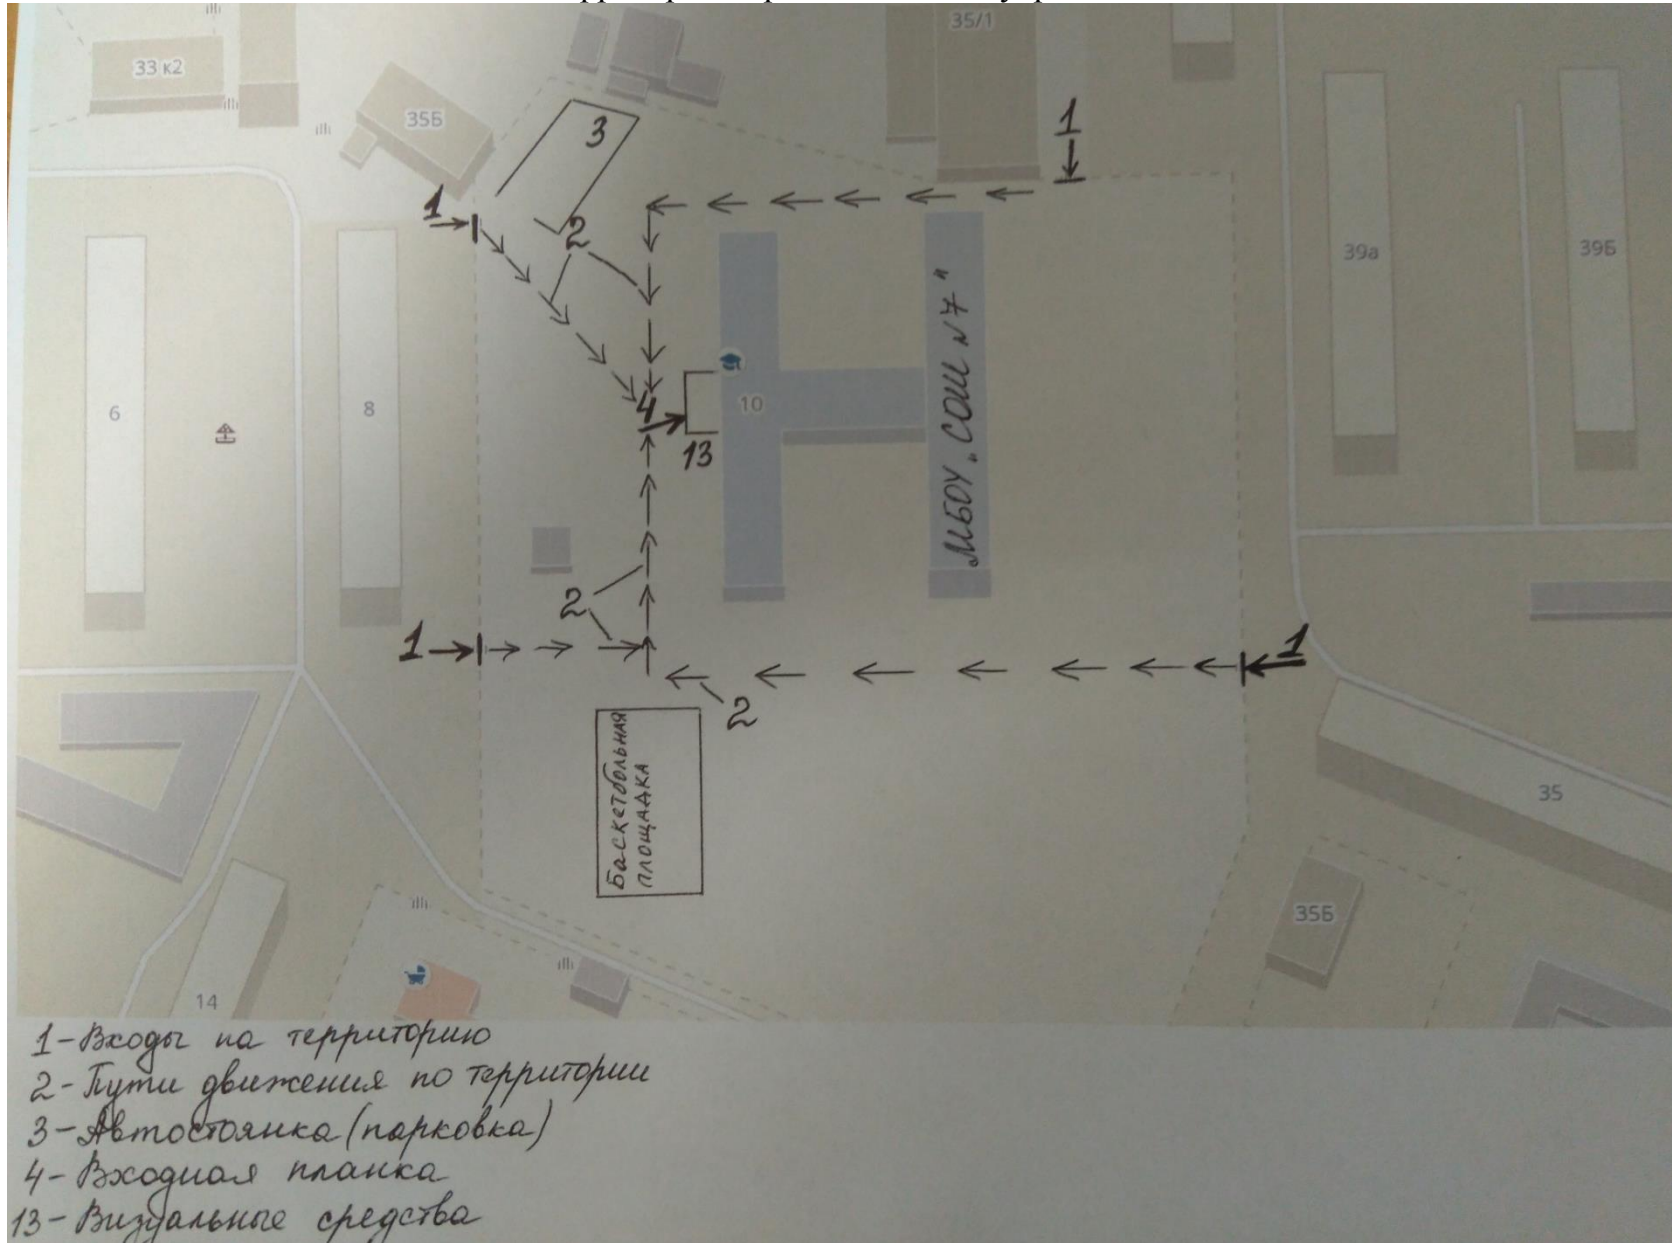 35/1
33 к2
35Б
3
1
1
2
39а
39Б
МБОУ „СОШ №7"
6
8
4
10
13
2
1
1
2
Баскетбольная
площадка
35
35Б
14
1-Входы на территорию
2-Пути движения по территории
3-Автостоянка (парковка)
4-Входная планка
13-Визуальные средства